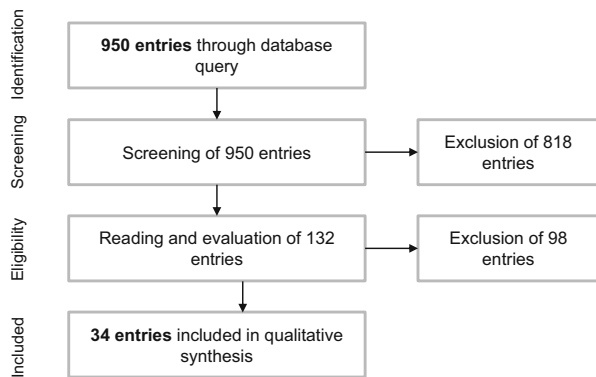 Identification
950 entries through database
query
Screening
Screening of 950 entries
Exclusion of 818
entries
Eligibility
Reading and evaluation of 132
entries
Exclusion of 98
entries
Included
34 entries included in qualitative
synthesis